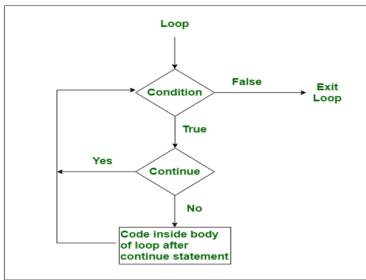 Loop
Condition
False
Exit
Loop
True
Yes
Continue
No
Code inside body
of loop after
continue statement